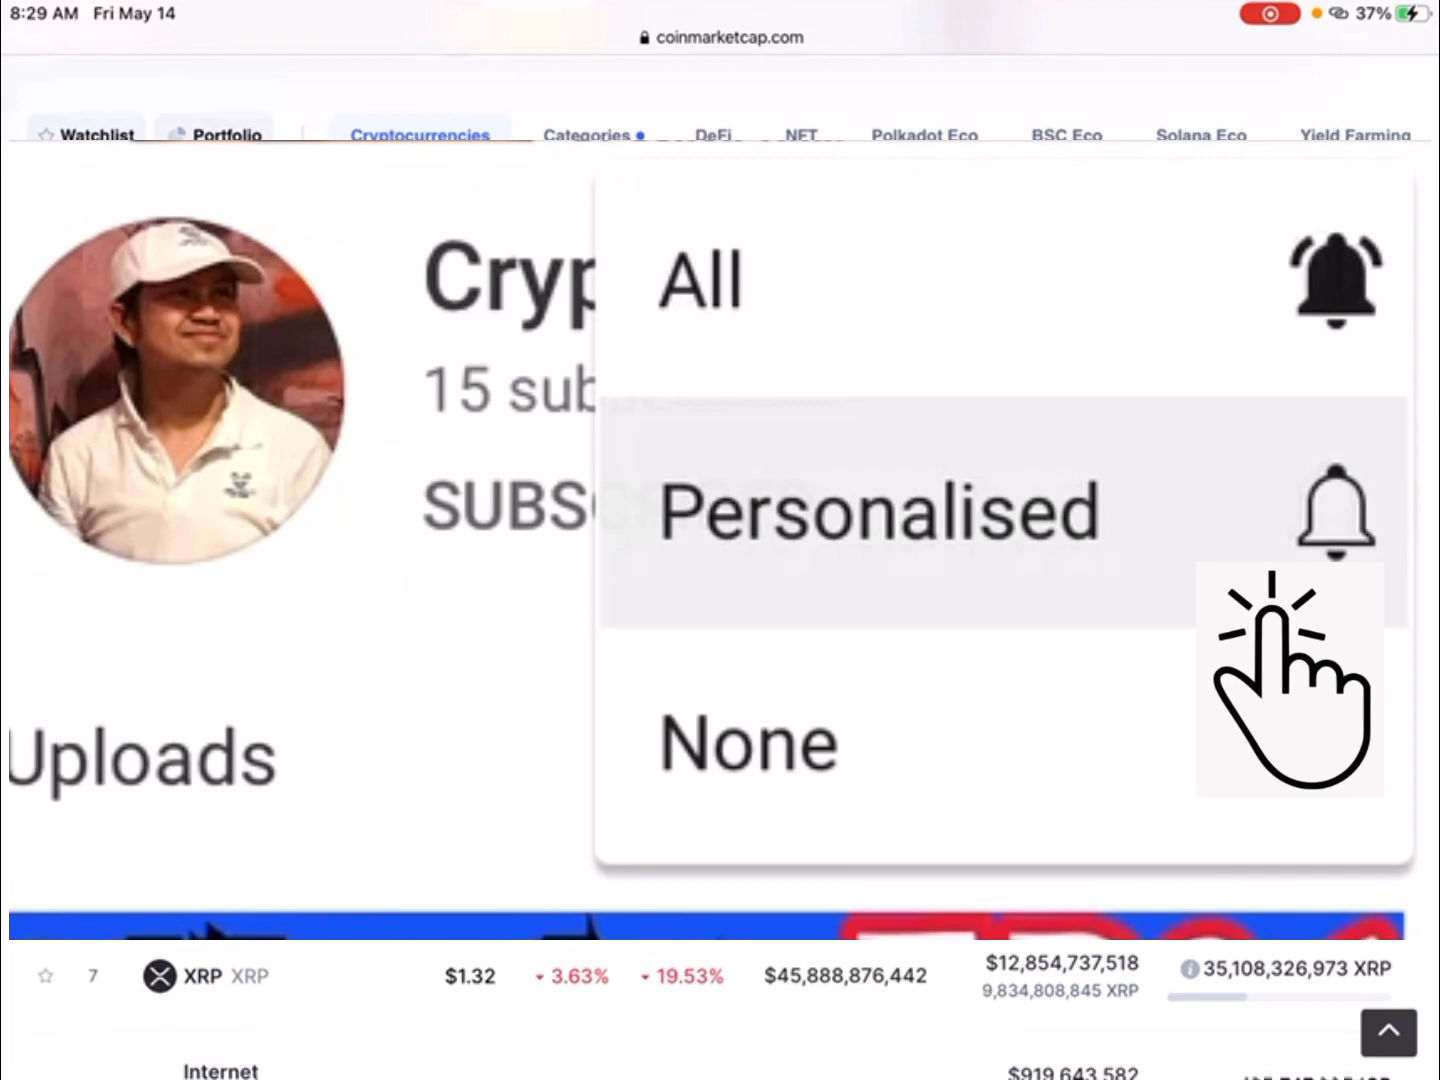 8:29 AM Fri May 14
37%
coinmarketcap.com
Watchlist Portfolio Cryptocurrencies Categories DeFi NFT Polkadot Eco BSC Eco Solana Eco Yield Farming
Cryp
15 sub
SUBS
All
Personalised
None
Uploads
7 XRP XRP $1.32 3.63% 19.53% $45,888,876,442 $12,854,737,518 35,108,326,973 XRP
9,834,808,845 XRP
Internet $919,643,582